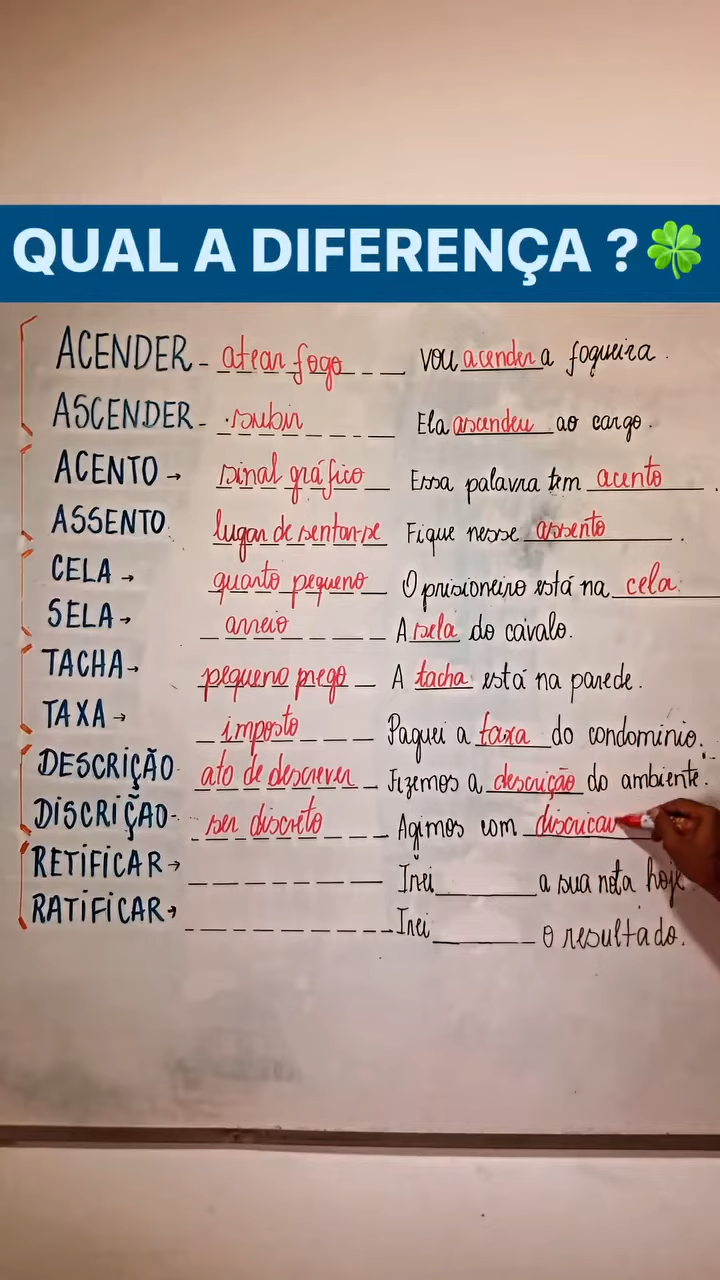 QUAL A DIFERENÇA ?🍀
ACENDER - atear fogo vou acender a fogueira.
ASCENDER - subir Ela ascendeu ao cargo.
ACENTO → sinal gráfico Essa palavra tem acento.
ASSENTO lugar de sentar-se Fique nesse assento.
CELA → quarto pequeno O prisioneiro está na cela.
SELA → arreio A sela do cavalo.
TACHA → pequeno prego A tacha está na parede.
TAXA → imposto Paguei a taxa do condomínio.
DESCRIÇÃO ato de descrever Fizemos a descrição do ambiente.
DISCRIÇÃO - ser discreto Agimos com discricao
RETIFICAR → Irei ______ a sua nota hoje
RATIFICAR → Irei ______ o resultado.